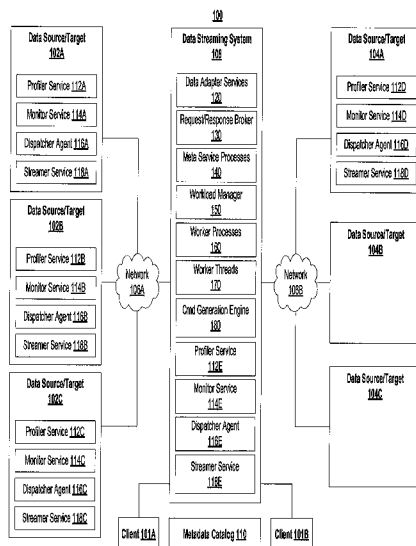 100
Data Source/Target
102A
Profiler Service 112A
Monitor Service 114A
Dispatcher Agent 116A
Streamer Service 118A
Data Source/Target
102B
Profiler Service 112B
Monitor Service 114B
Dispatcher Agent 116B
Streamer Service 118B
Data Source/Target
102C
Profiler Service 112C
Monitor Service 114C
Dispatcher Agent 116C
Streamer Service 118C
Network
106A
Data Streaming System
108
Data Adapter Services
120
Request/Response Broker
130
Meta Service Processes
140
Workload Manager
150
Worker Processes
160
Worker Threads
170
Cmd Generation Engine
180
Profiler Service
112E
Monitor Service
114E
Dispatcher Agent
116E
Streamer Service
118E
Client 101A
Metadata Catalog 110
Client 101B
Network
106B
Data Source/Target
104A
Profiler Service 112D
Monitor Service 114D
Dispatcher Agent 116D
Streamer Service 118D
Data Source/Target
104B
Data Source/Target
104C